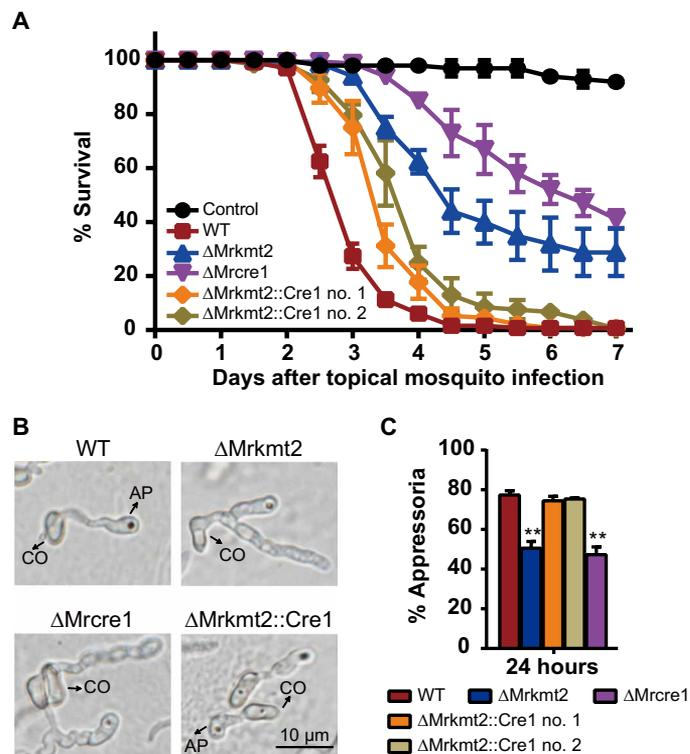 A
% Survival
100
80
60
40
20
0
Control
WT
ΔMrkmt2
ΔMrcre1
ΔMrkmt2::Cre1 no. 1
ΔMrkmt2::Cre1 no. 2
0 1 2 3 4 5 6 7
Days after topical mosquito infection
B
WT
ΔMrkmt2
AP
CO
CO
ΔMrcre1
ΔMrkmt2::Cre1
CO
CO
AP
10 µm
C
% Appressoria
100
80
60
40
20
0
** **
24 hours
WT ΔMrkmt2 ΔMrcre1
ΔMrkmt2::Cre1 no. 1
ΔMrkmt2::Cre1 no. 2